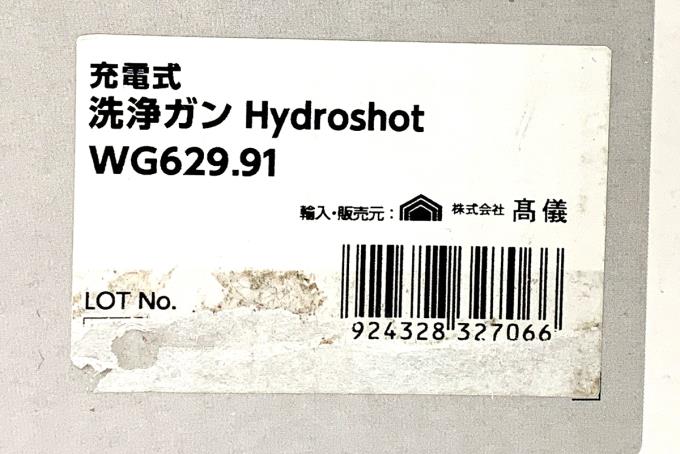 充電式
洗浄ガン Hydroshot
WG629.91
輸入・販売元： 株式会社 髙儀
LOT No.
924328 327066